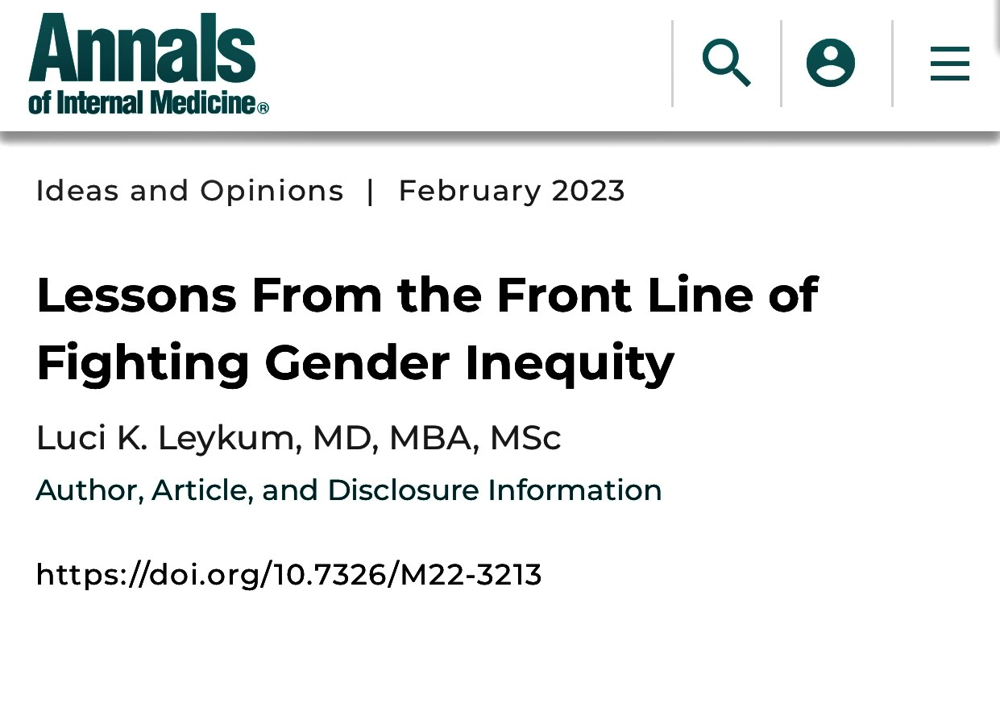 Annals
of Internal Medicine®
Ideas and Opinions | February 2023
Lessons From the Front Line of
Fighting Gender Inequity
Luci K. Leykum, MD, MBA, MSc
Author, Article, and Disclosure Information
https://doi.org/10.7326/M22-3213